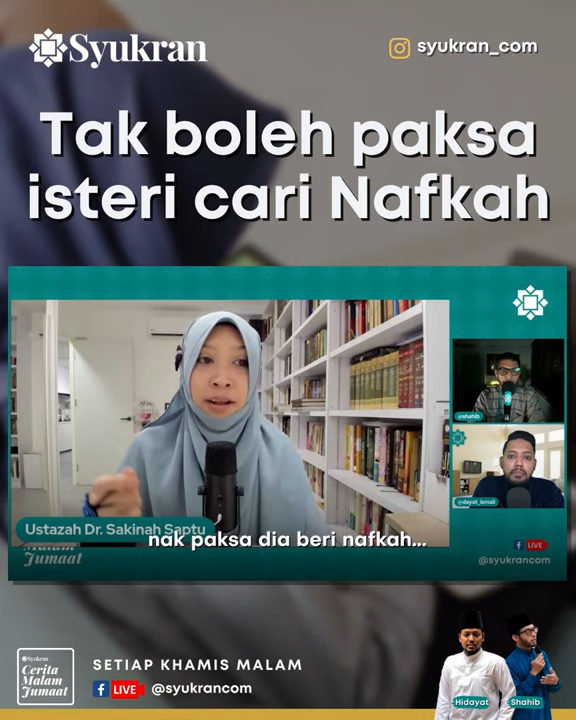 Syukran
syukran_com
Tak boleh paksa
isteri cari Nafkah
@shahib
@dayat_ismail
Ustazah Dr. Sakinah Saptu
nak paksa dia beri nafkah...
Jumaat
f LIVE
@syukrancom
Syukran
Cerita
Malam
Jumaat
SETIAP KHAMIS MALAM
f LIVE @syukrancom
Hidayat
Shahib